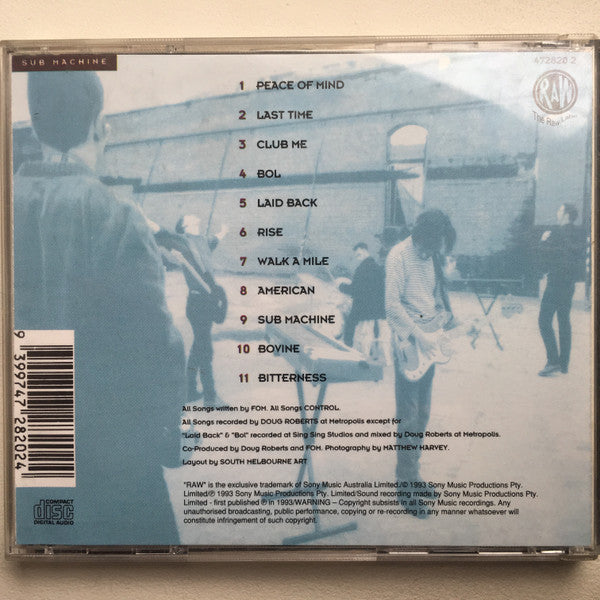 SUB MACHINE
472820 2
RAW
1 PEACE OF MIND
2 LAST TIME
3 CLUB ME
4 BOL
5 LAID BACK
6 RISE
7 WALK A MILE
8 AMERICAN
9 SUB MACHINE
10 BOVINE
11 BITTERNESS
All Songs written by FOM. All Songs CONTROL.
All Songs recorded by DOUG ROBERTS at Metropolis except for
"Laid Back" & "Bol" recorded at Sing Sing Studios and mixed by Doug Roberts at Metropolis.
Co-Produced by Doug Roberts and FOM. Photography by MATTHEW HARVEY.
Layout by SOUTH MELBOURNE ART
"RAW" is the exclusive trademark of Sony Music Australia Limited./© 1993 Sony Music Productions Pty.
Limited/℗ 1993 Sony Music Productions Pty. Limited/Sound recording made by Sony Music Productions Pty.
Limited - first published ℗ in 1993/WARNING – Copyright subsists in all Sony Music recordings. Any
unauthorised broadcasting, public performance, copying or re-recording in any manner whatsoever will
constitute infringement of such copyright.
9 399747 282024
COMPACT
disc
DIGITAL AUDIO